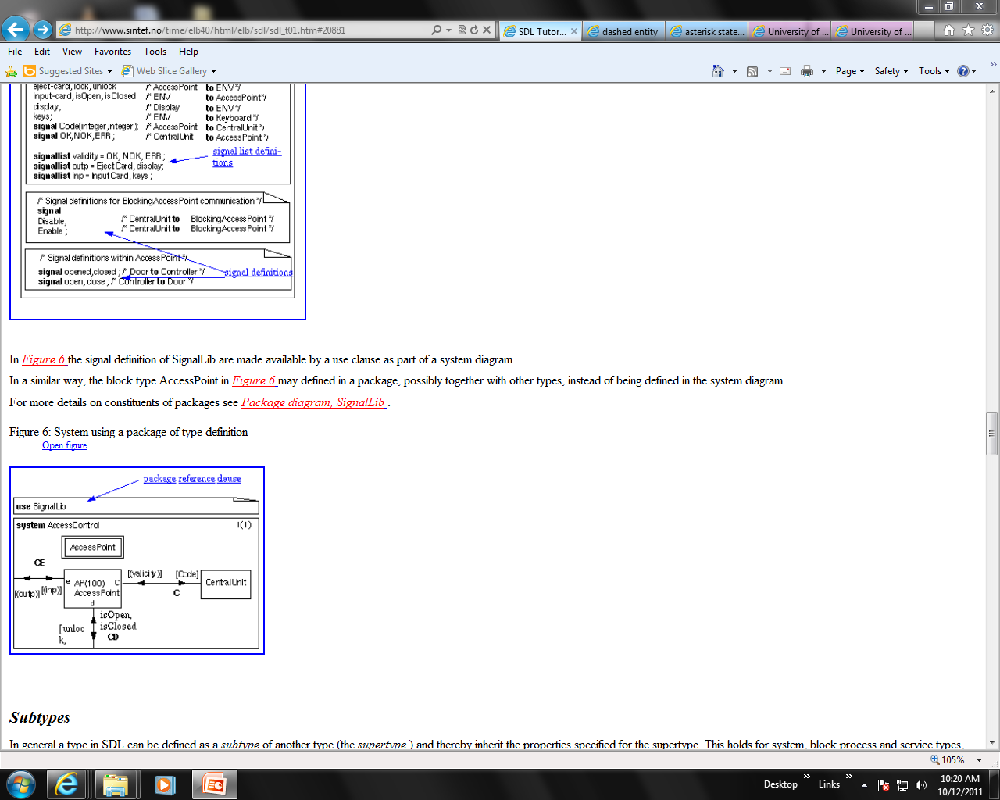 http://www.sintef.no/time/elb40/html/elb/sdl/sdl_t01.htm#20881
SDL Tutor...
dashed entity
asterisk state...
University of ...
University of ...
File Edit View Favorites Tools Help
Suggested Sites Web Slice Gallery
Page Safety Tools
eject-card, lock, unlock /* AccessPoint to ENV */
input-card, isOpen, isClosed /* ENV to AccessPoint*/
display, /* Display to ENV */
keys; /* ENV to Keyboard */
signal Code(integer,integer); /* AccessPoint to CentralUnit */
signal OK,NOK,ERR ; /* CentralUnit to AccessPoint */
signallist validity = OK, NOK, ERR ;
signallist outp = EjectCard, display;
signallist inp = InputCard, keys ;
signal list defini-
tions
/* Signal definitions for BlockingAccessPoint communication */
signal
Disable, /* CentralUnit to BlockingAccessPoint */
Enable ; /* CentralUnit to BlockingAccessPoint */
/* Signal definitions within AccessPoint */
signal opened,closed ; /* Door to Controller */
signal open, close ; /* Controller to Door */
signal definitions
In Figure 6 the signal definition of SignalLib are made available by a use clause as part of a system diagram.
In a similar way, the block type AccessPoint in Figure 6 may defined in a package, possibly together with other types, instead of being defined in the system diagram.
For more details on constituents of packages see Package diagram, SignalLib .
Figure 6: System using a package of type definition
Open figure
package reference clause
use SignalLib
system AccessControl 1(1)
AccessPoint
CE
[(validity)] [Code]
e AP(100): C
AccessPoint
d
CentralUnit
[(outp)] [(inp)]
C
isOpen,
isClosed
[unloc
k,
CD
Subtypes
In general a type in SDL can be defined as a subtype of another type (the supertype ) and thereby inherit the properties specified for the supertype. This holds for system, block process and service types,
105%
Desktop » Links »
10:20 AM
10/12/2011